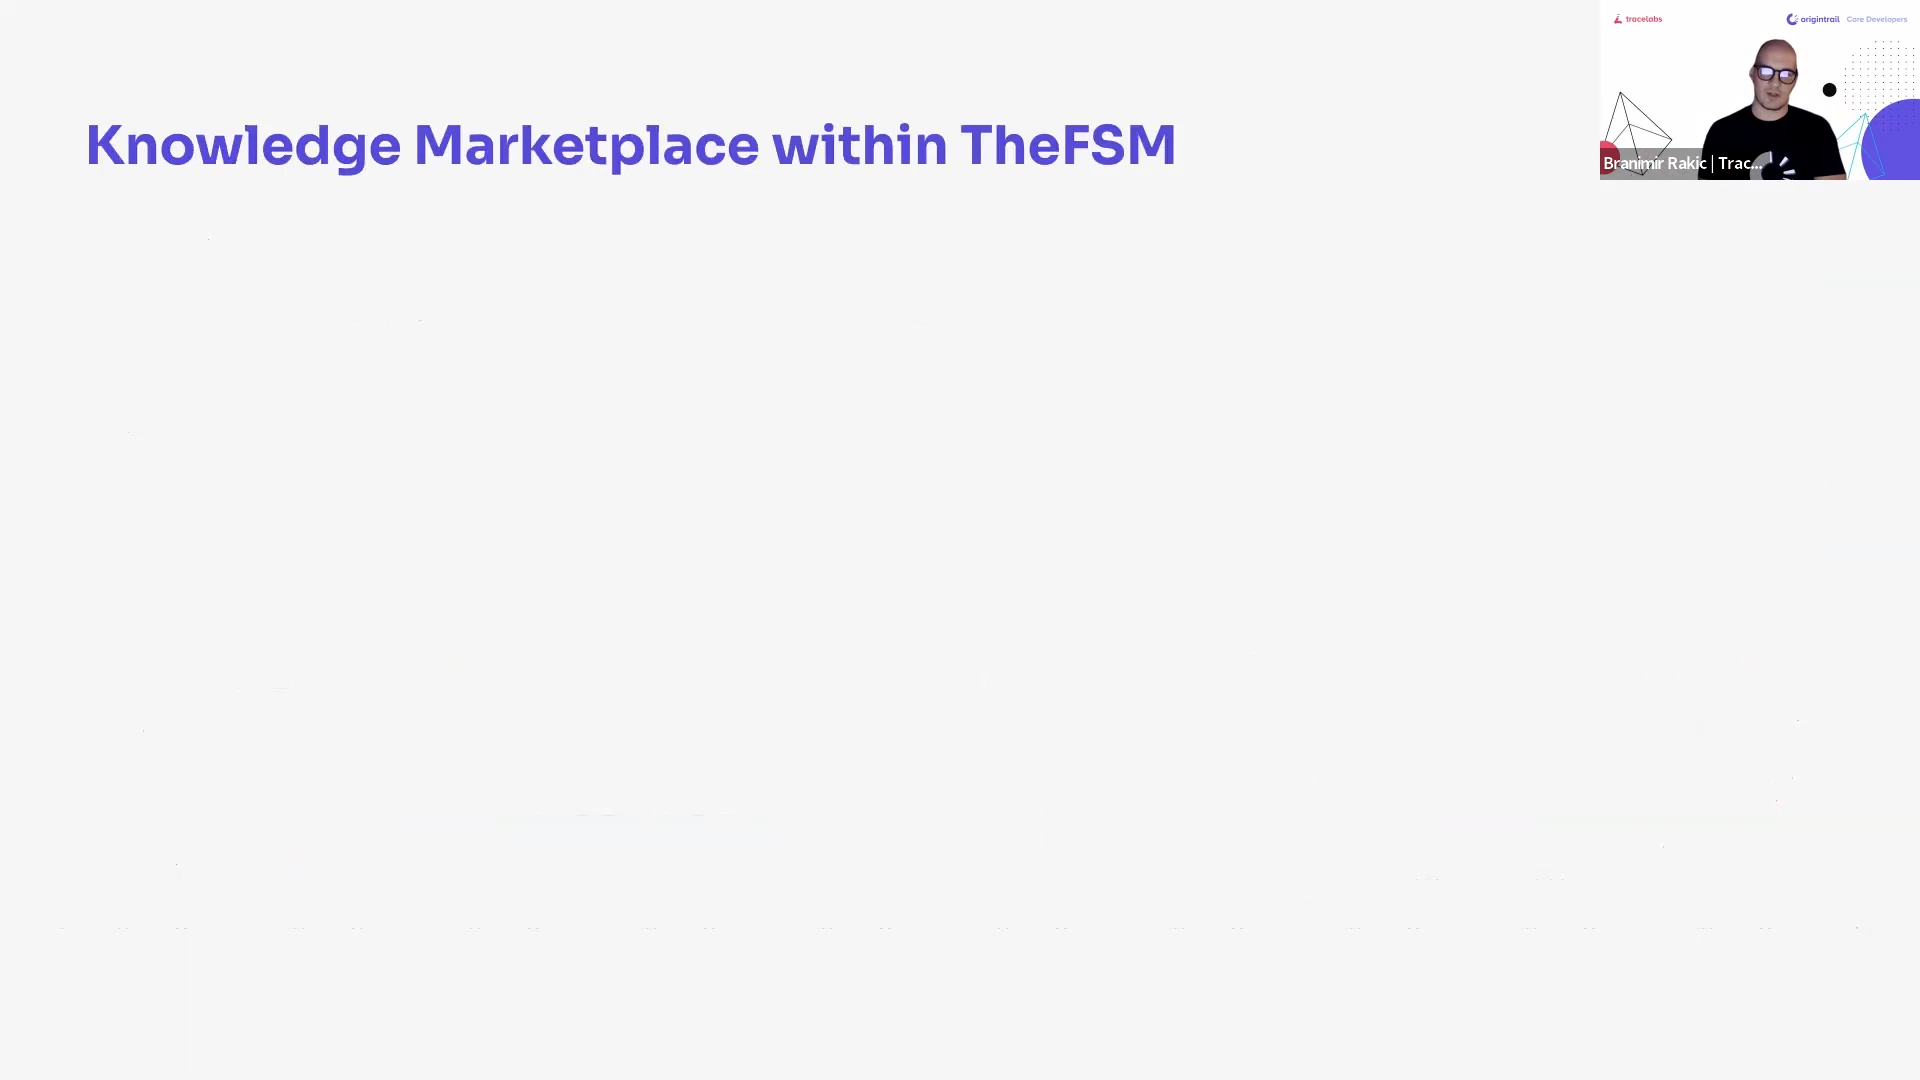 Knowledge Marketplace within TheFSM
tracelabs
origintrail Core Developers
Branimir Rakic | Trac...